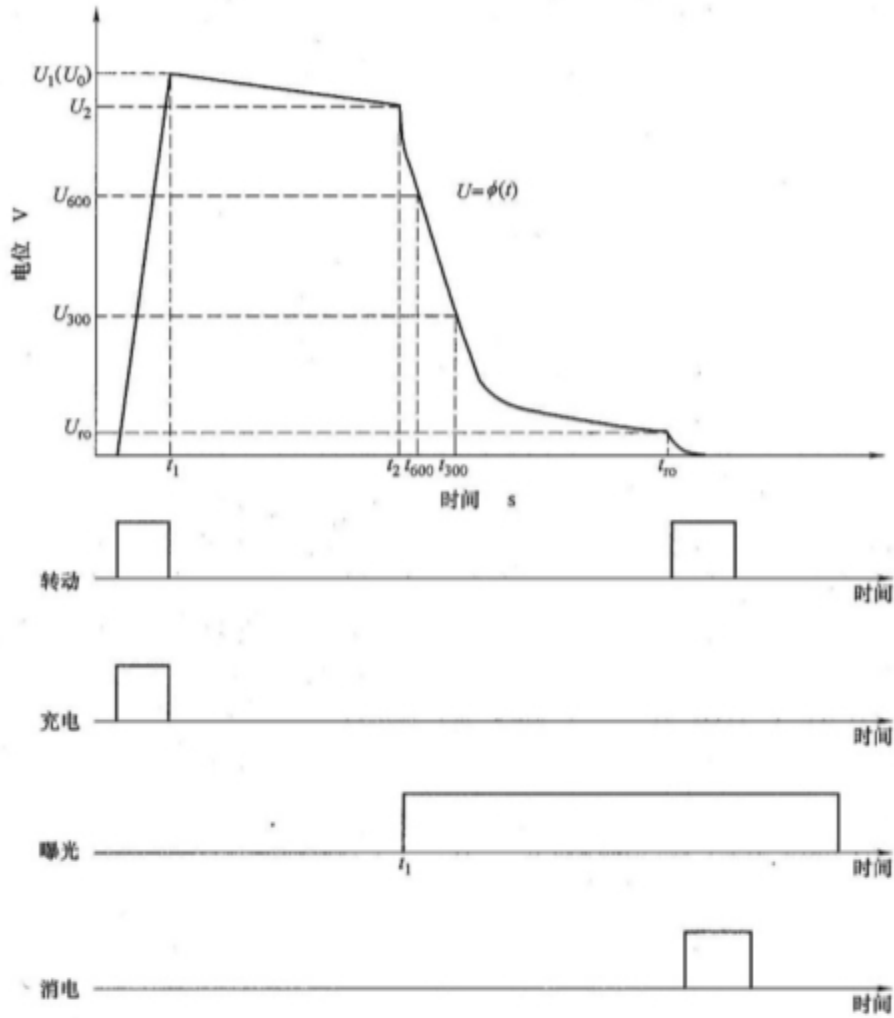 U₁(U₀)
U₂
U₆₀₀
U=ϕ(t)
电位 V
U₃₀₀
Uᵣₒ
t₁ t₂ t₆₀₀ t₃₀₀ tᵣₒ
时间 s
转动 时间
充电 时间
曝光 t₁ 时间
消电 时间